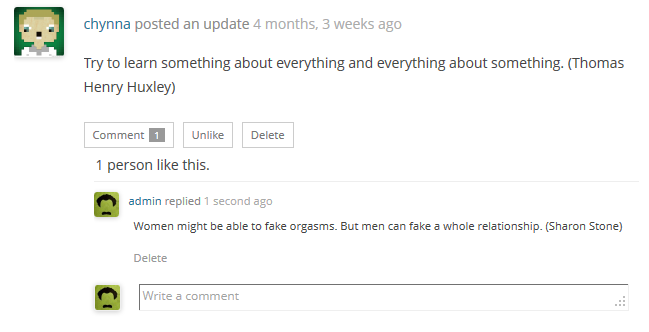 chynna posted an update 4 months, 3 weeks ago
Try to learn something about everything and everything about something. (Thomas
Henry Huxley)
Comment 1 Unlike Delete
1 person like this.
admin replied 1 second ago
Women might be able to fake orgasms. But men can fake a whole relationship. (Sharon Stone)
Delete
Write a comment